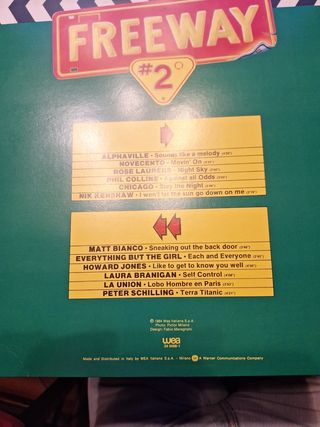 FREEWAY
#2
ALPHAVILLE - Sounds like a melody
NOVECENTO - Movin' On
ROSE LAURENS - Night Sky
PHIL COLLINS - Against all Odds
CHICAGO - Stay the Night
NIK KERSHAW - I won't let the sun go down on me
MATT BIANCO - Sneaking out the back door
EVERYTHING BUT THE GIRL - Each and Everyone
HOWARD JONES - Like to get to know you well
LAURA BRANIGAN - Self Control
LA UNION - Lobo Hombre en Paris
PETER SCHILLING - Terra Titanic
℗ 1984 Wea Italiana S.p.A.
wea
Made and Distributed in Italy by WEA Italiana S.p.A. - Milano A Warner Communications Company